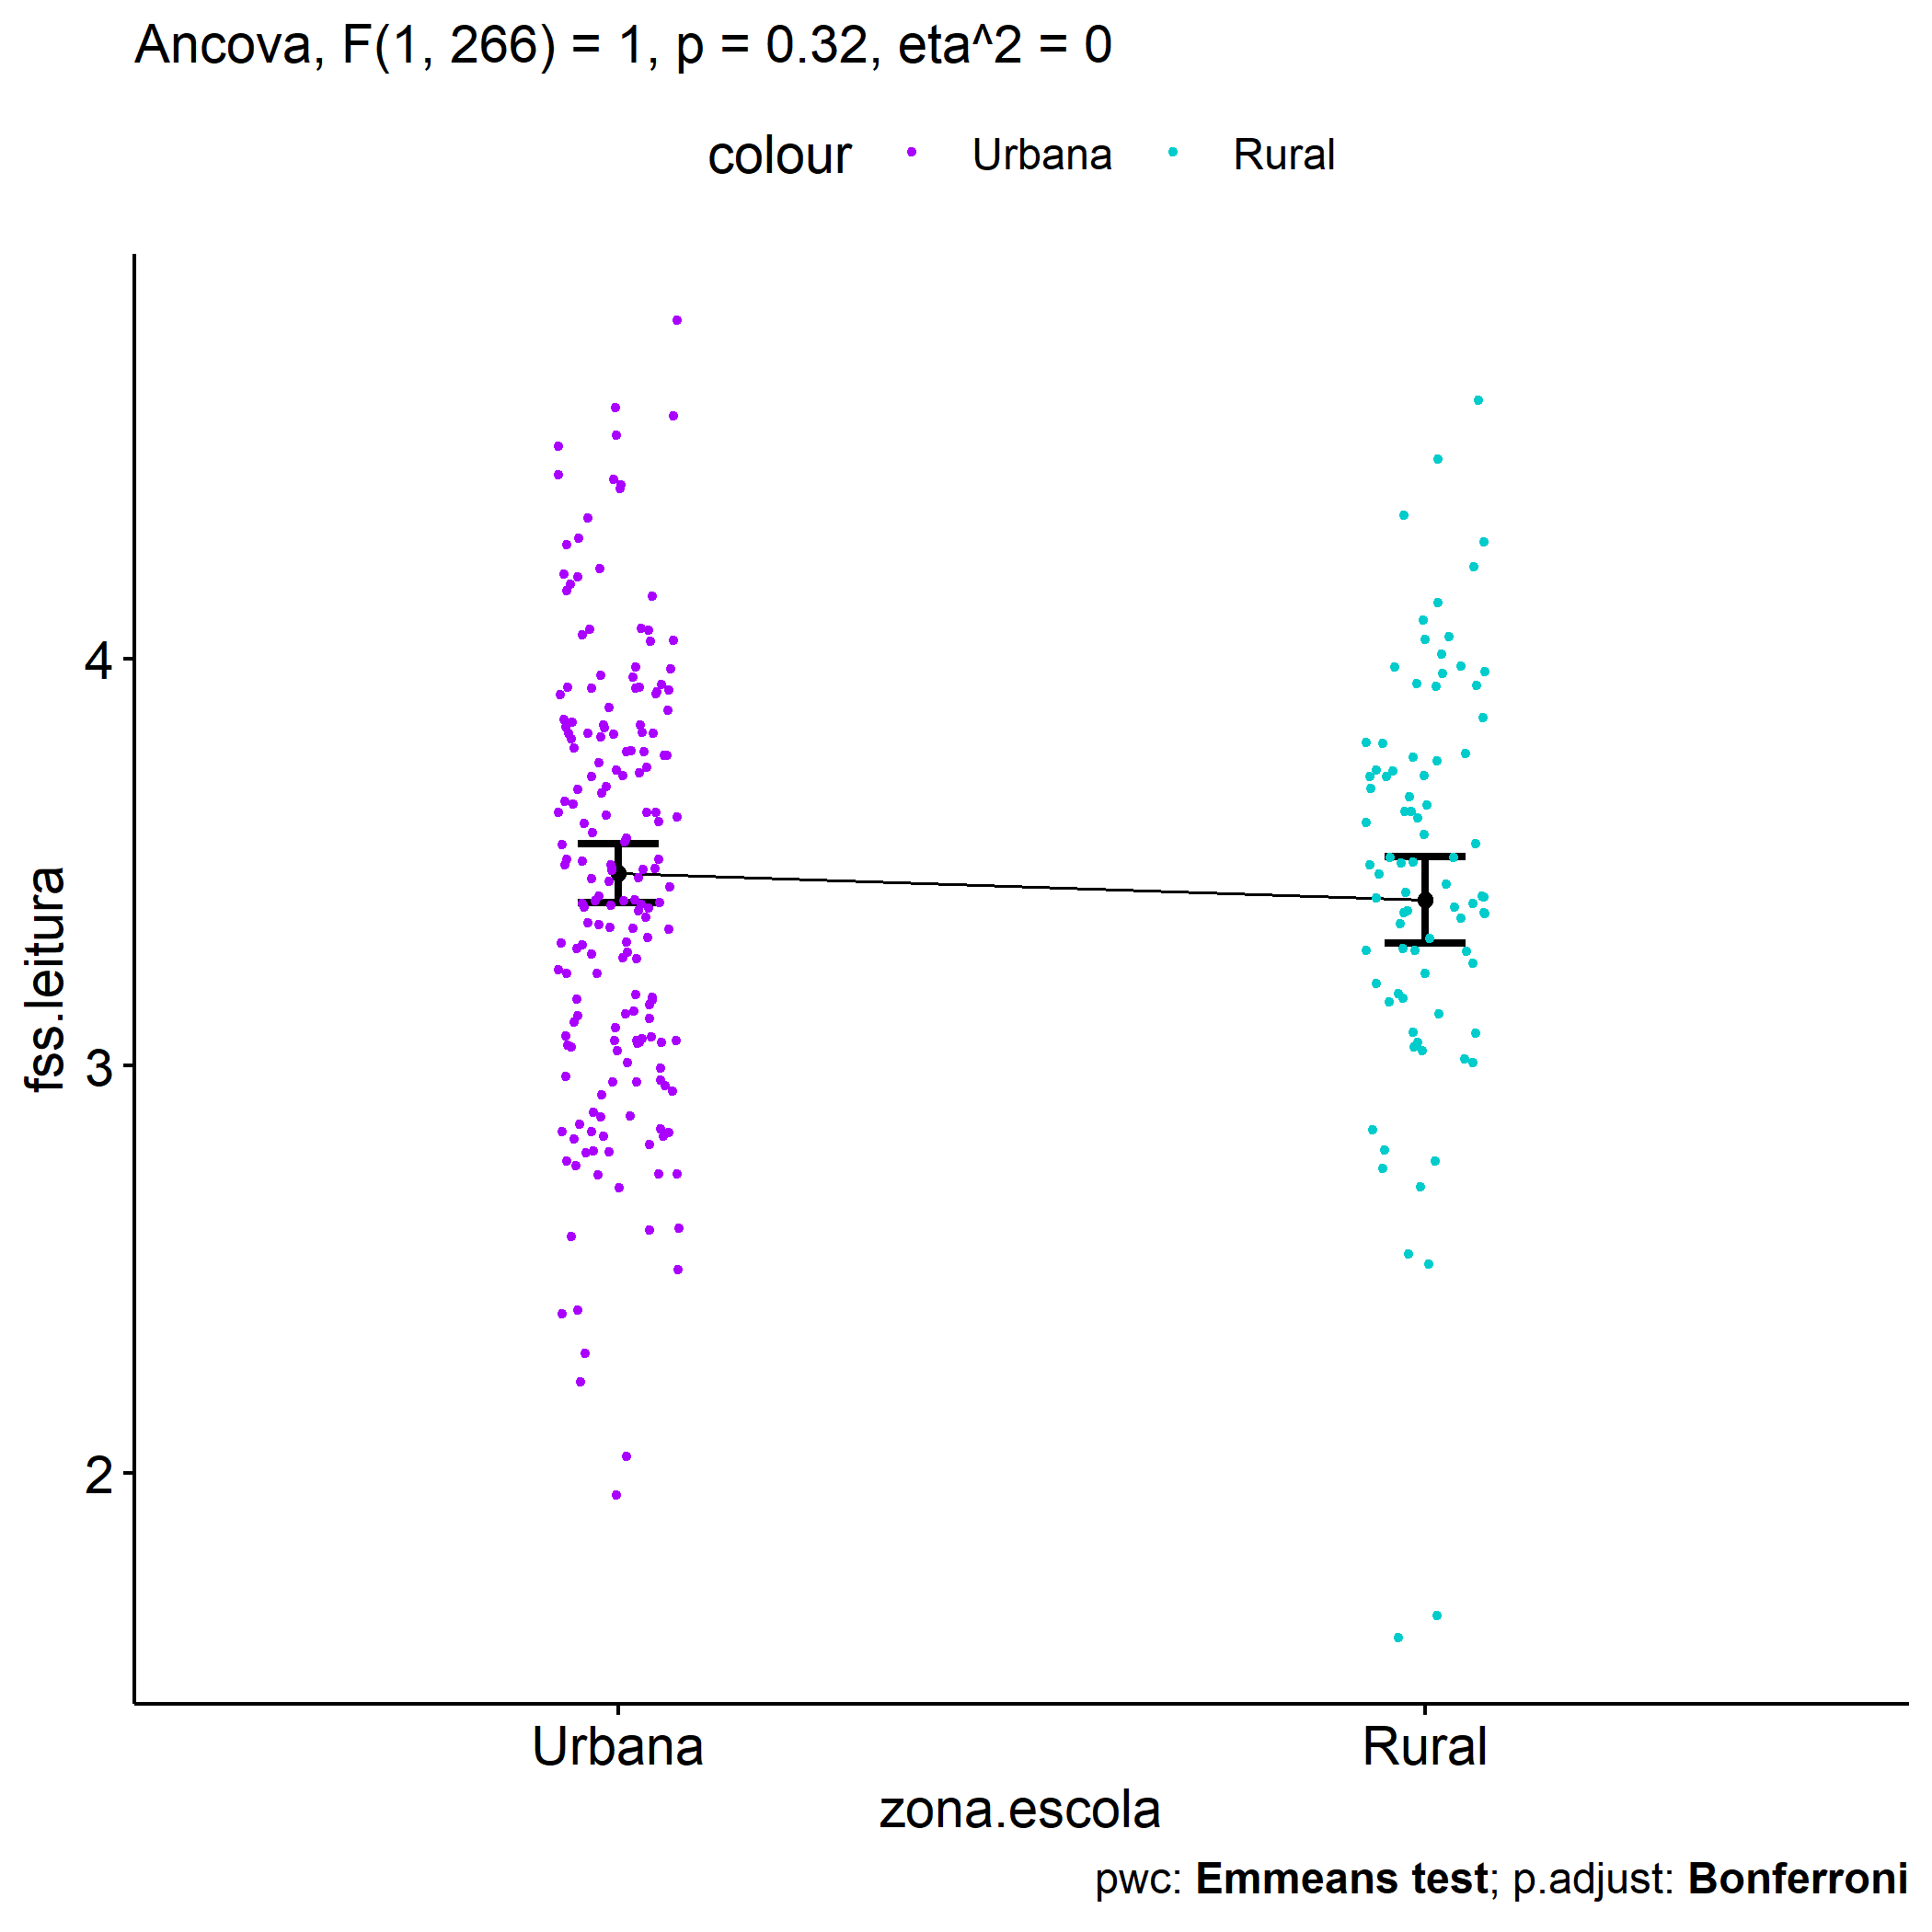 Ancova, F(1, 266) = 1, p = 0.32, eta^2 = 0
colour Urbana Rural
4
3
2
fss.leitura
Urbana Rural
zona.escola
pwc: Emmeans test; p.adjust: Bonferroni